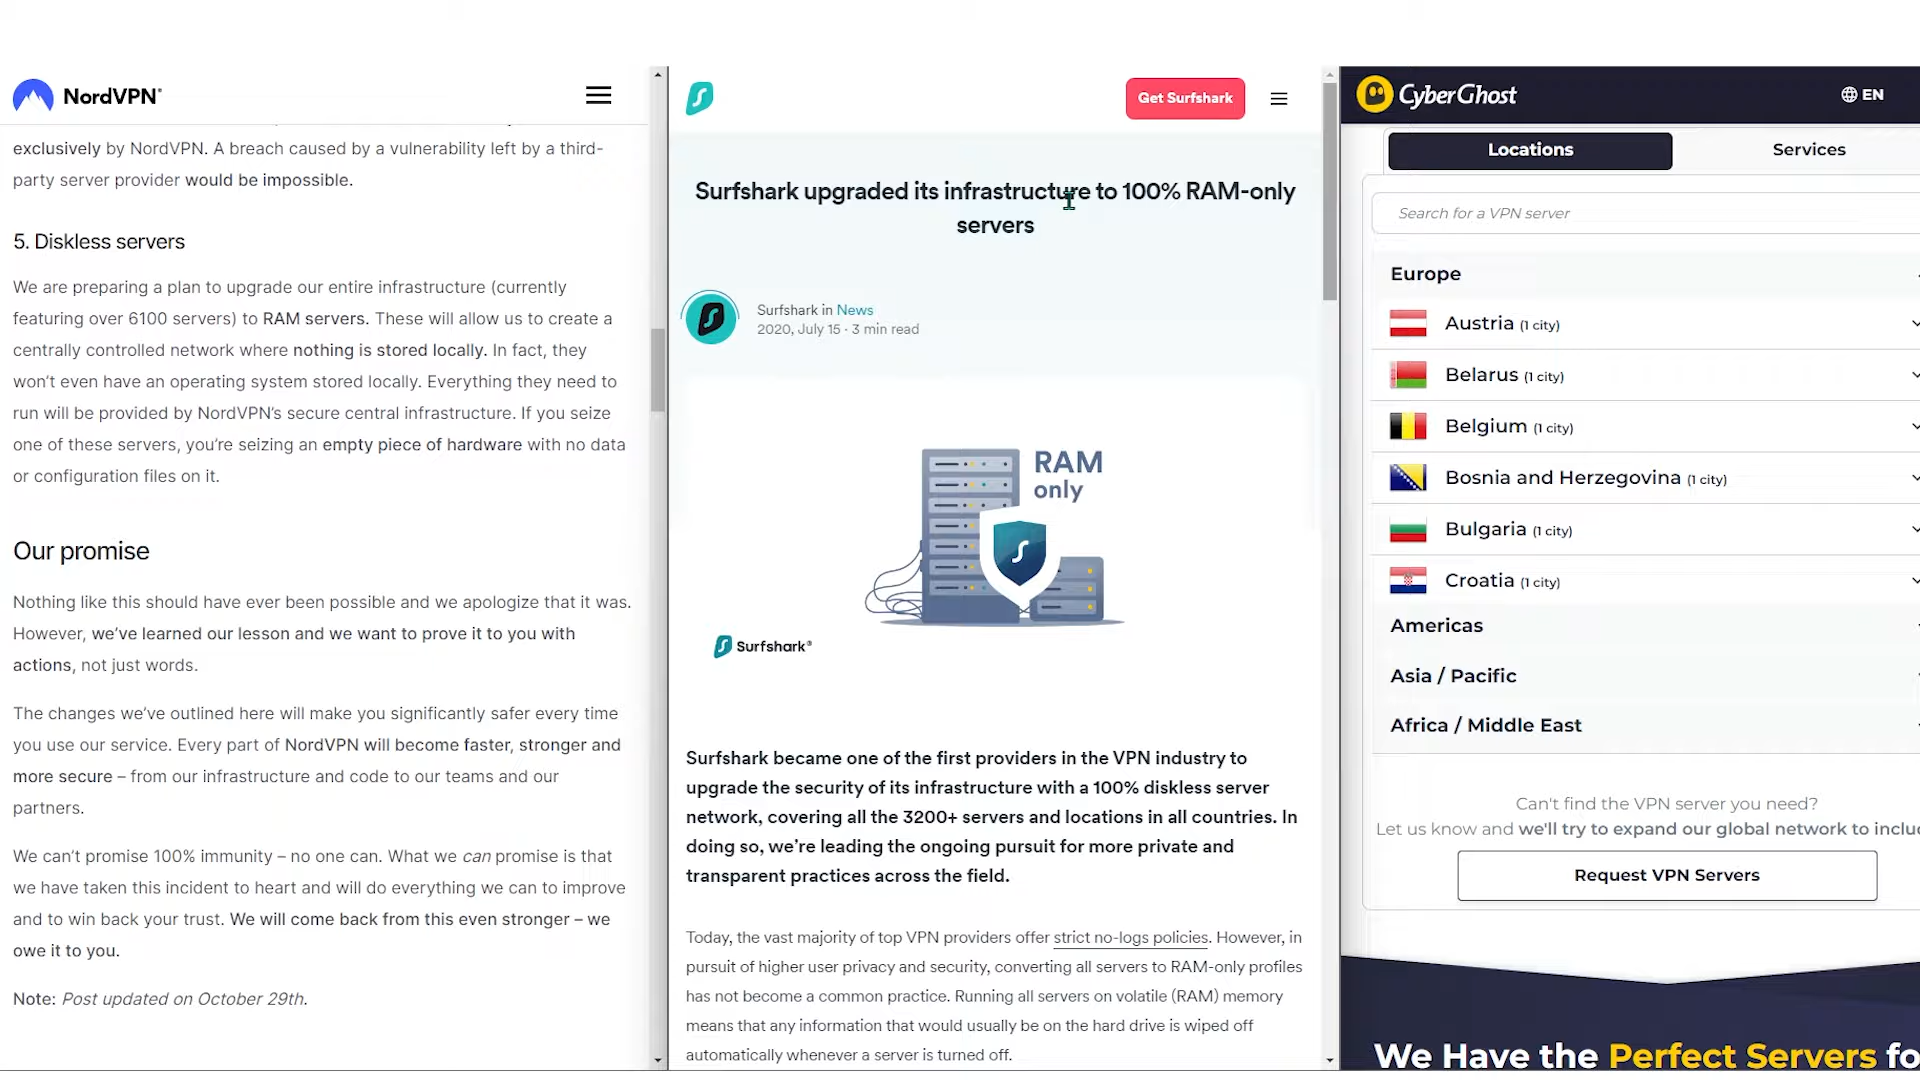 NordVPN®
exclusively by NordVPN. A breach caused by a vulnerability left by a third-
party server provider would be impossible.
5. Diskless servers
We are preparing a plan to upgrade our entire infrastructure (currently
featuring over 6100 servers) to RAM servers. These will allow us to create a
centrally controlled network where nothing is stored locally. In fact, they
won't even have an operating system stored locally. Everything they need to
run will be provided by NordVPN's secure central infrastructure. If you seize
one of these servers, you're seizing an empty piece of hardware with no data
or configuration files on it.
Our promise
Nothing like this should have ever been possible and we apologize that it was.
However, we've learned our lesson and we want to prove it to you with
actions, not just words.
The changes we've outlined here will make you significantly safer every time
you use our service. Every part of NordVPN will become faster, stronger and
more secure – from our infrastructure and code to our teams and our
partners.
We can't promise 100% immunity – no one can. What we can promise is that
we have taken this incident to heart and will do everything we can to improve
and to win back your trust. We will come back from this even stronger – we
owe it to you.
Note: Post updated on October 29th.
Get Surfshark
Surfshark upgraded its infrastructure to 100% RAM-only
servers
Surfshark in News
2020, July 15 · 3 min read
RAM
only
Surfshark®
Surfshark became one of the first providers in the VPN industry to
upgrade the security of its infrastructure with a 100% diskless server
network, covering all the 3200+ servers and locations in all countries. In
doing so, we're leading the ongoing pursuit for more private and
transparent practices across the field.
Today, the vast majority of top VPN providers offer strict no-logs policies. However, in
pursuit of higher user privacy and security, converting all servers to RAM-only profiles
has not become a common practice. Running all servers on volatile (RAM) memory
means that any information that would usually be on the hard drive is wiped off
automatically whenever a server is turned off.
CyberGhost
EN
Locations
Services
Search for a VPN server
Europe
Austria (1 city)
Belarus (1 city)
Belgium (1 city)
Bosnia and Herzegovina (1 city)
Bulgaria (1 city)
Croatia (1 city)
Americas
Asia / Pacific
Africa / Middle East
Can't find the VPN server you need?
Let us know and we'll try to expand our global network to inclu
Request VPN Servers
We Have the Perfect Servers fo